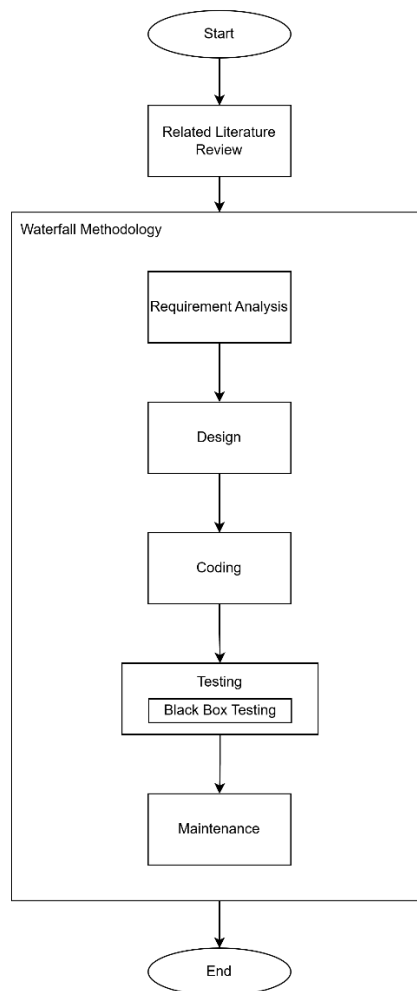 Start
Related Literature
Review
Waterfall Methodology
Requirement Analysis
Design
Coding
Testing
Black Box Testing
Maintenance
End